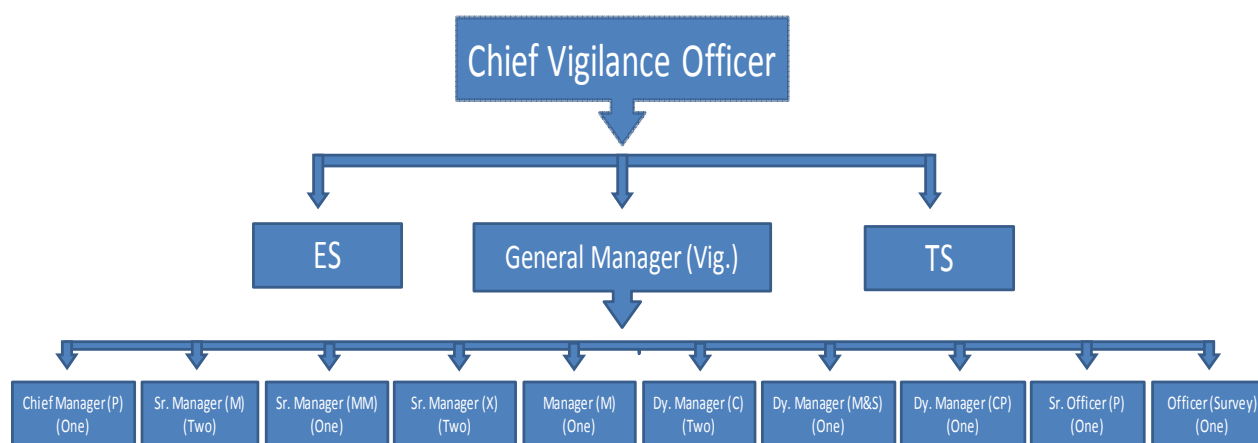 Chief Vigilance Officer
ES
General Manager (Vig.)
TS
Chief Manager (P)
(One)
Sr. Manager (M)
(Two)
Sr. Manager (MM)
(One)
Sr. Manager (X)
(Two)
Manager (M)
(One)
Dy. Manager (C)
(Two)
Dy. Manager (M&S)
(One)
Dy. Manager (CP)
(One)
Sr. Officer (P)
(One)
Officer (Survey)
(One)